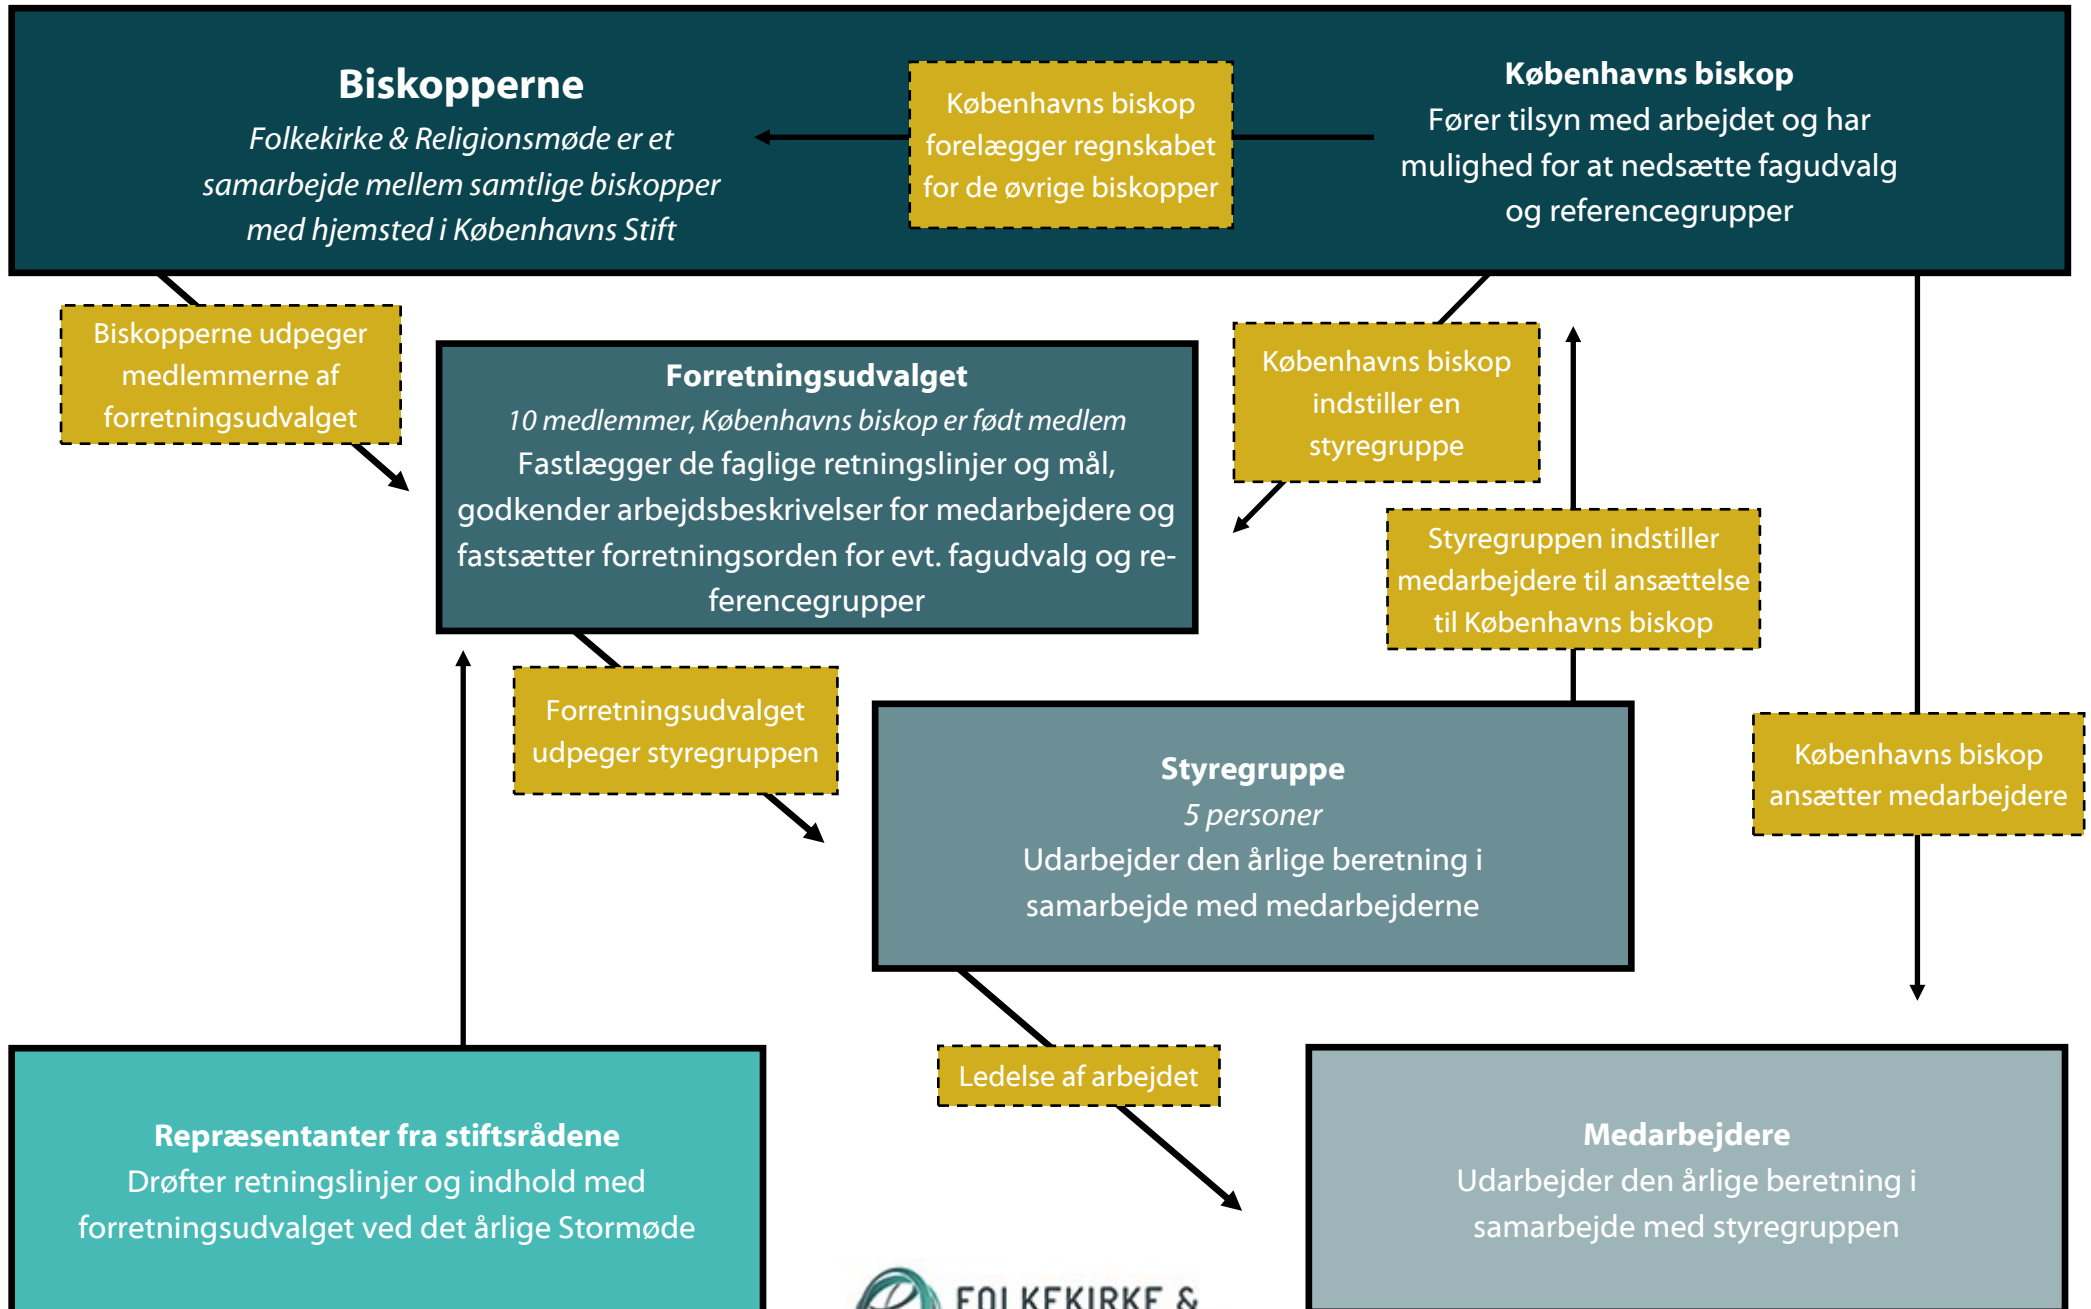 Biskopperne
Folkekirke & Religionsmøde er et
samarbejde mellem samtlige biskopper
med hjemsted i Københavns Stift
Københavns biskop
forelægger regnskabet
for de øvrige biskopper
Københavns biskop
Fører tilsyn med arbejdet og har
mulighed for at nedsætte fagudvalg
og referencegrupper
Biskopperne udpeger
medlemmerne af
forretningsudvalget
Forretningsudvalget
10 medlemmer, Københavns biskop er født medlem
Fastlægger de faglige retningslinjer og mål,
godkender arbejdsbeskrivelser for medarbejdere og
fastsætter forretningsorden for evt. fagudvalg og re-
ferencegrupper
Københavns biskop
indstiller en
styregruppe
Styregruppen indstiller
medarbejdere til ansættelse
til Københavns biskop
Forretningsudvalget
udpeger styregruppen
Styregruppe
5 personer
Udarbejder den årlige beretning i
samarbejde med medarbejderne
Københavns biskop
ansætter medarbejdere
Ledelse af arbejdet
Repræsentanter fra stiftsrådene
Drøfter retningslinjer og indhold med
forretningsudvalget ved det årlige Stormøde
Medarbejdere
Udarbejder den årlige beretning i
samarbejde med styregruppen
FOLKEKIRKE &